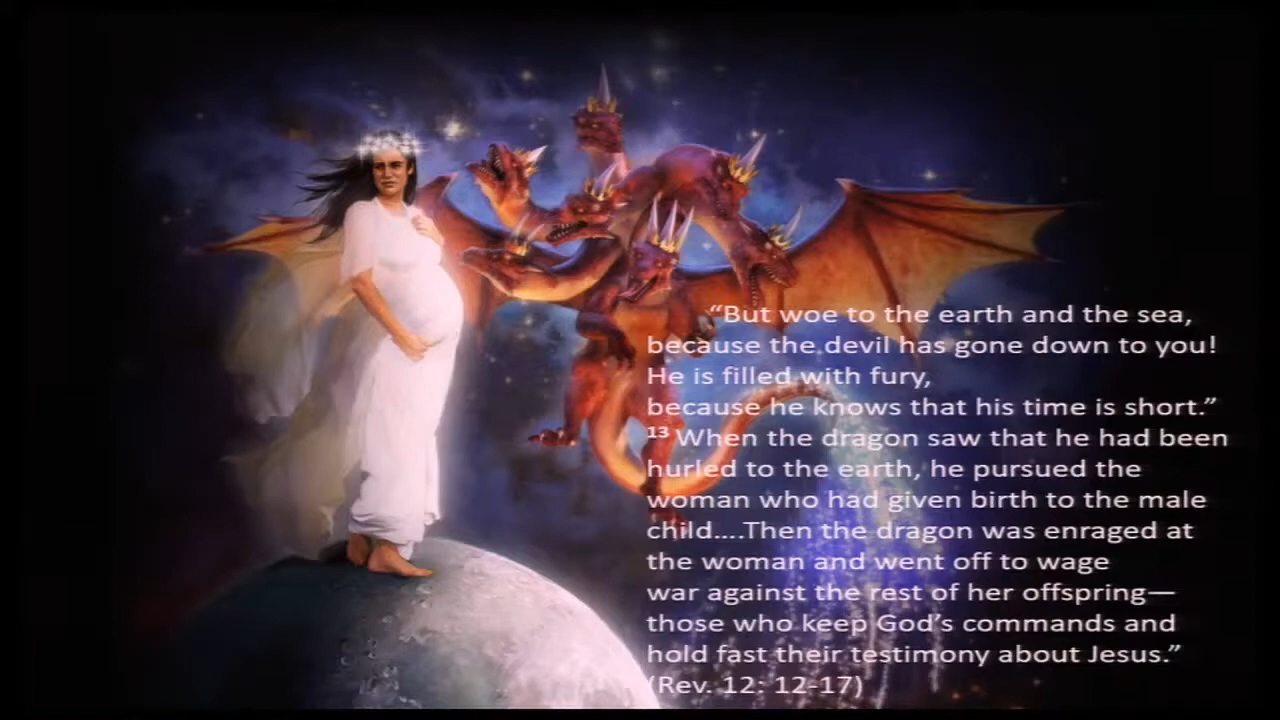 “But woe to the earth and the sea,
because the devil has gone down to you!
He is filled with fury,
because he knows that his time is short.”
¹³ When the dragon saw that he had been
hurled to the earth, he pursued the
woman who had given birth to the male
child....Then the dragon was enraged at
the woman and went off to wage
war against the rest of her offspring—
those who keep God’s commands and
hold fast their testimony about Jesus.”
(Rev. 12: 12-17)